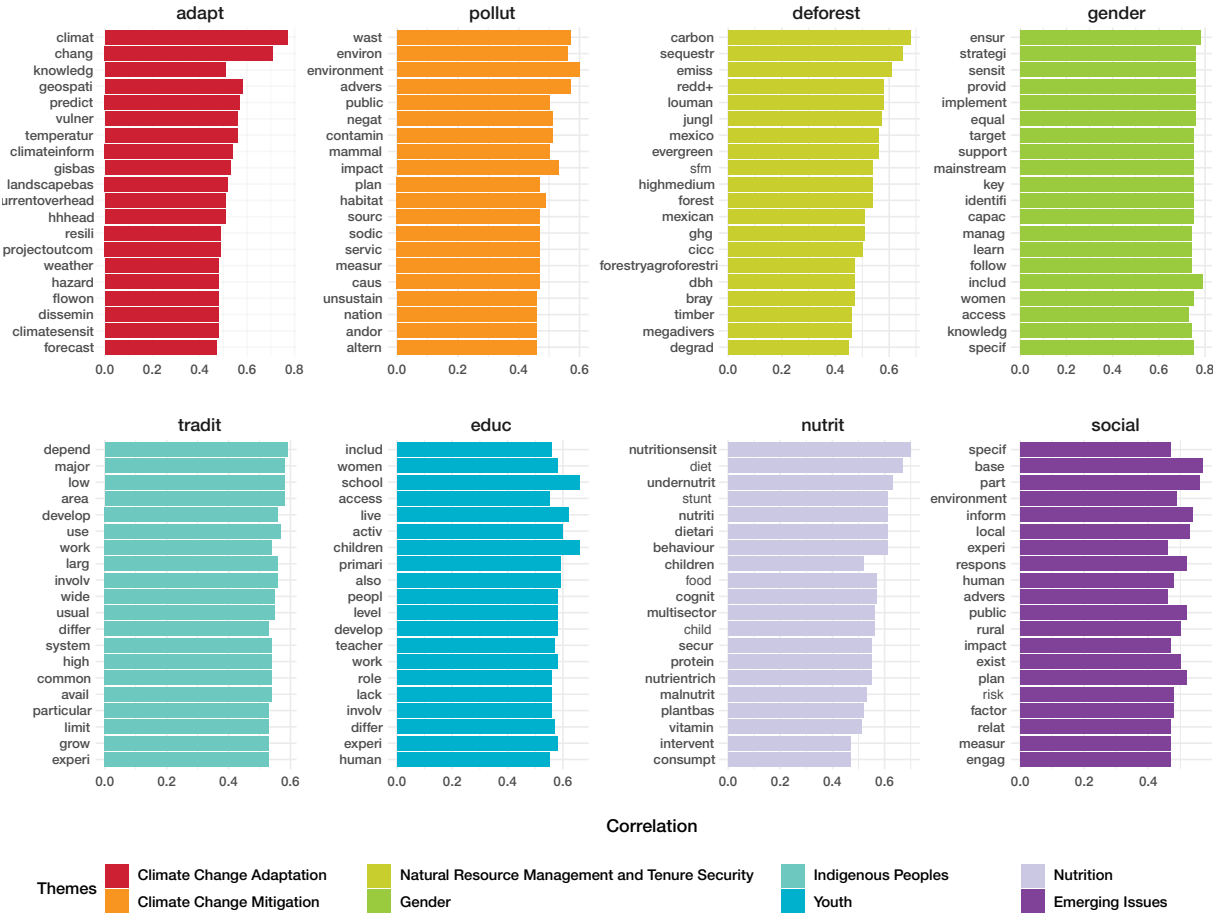 adapt
climat
chang
knowledg
geospati
predict
vulner
temperatur
climateinform
gisbas
landscapebas
urrentoverhead
hhhead
resili
projectoutcom
weather
hazard
flowon
dissemin
climatesensit
forecast
0.0 0.2 0.4 0.6 0.8
pollut
wast
environ
environment
advers
public
negat
contamin
mammal
impact
plan
habitat
sourc
sodic
servic
measur
caus
unsustain
nation
andor
altern
0.0 0.2 0.4 0.6
deforest
carbon
sequestr
emiss
redd+
louman
jungl
mexico
evergreen
sfm
highmedium
forest
mexican
ghg
cicc
forestryagroforestri
dbh
bray
timber
megadivers
degrad
0.0 0.2 0.4 0.6
gender
ensur
strategi
sensit
provid
implement
equal
target
support
mainstream
key
identifi
capac
manag
learn
follow
includ
women
access
knowledg
specif
0.0 0.2 0.4 0.6 0.8
tradit
depend
major
low
area
develop
use
work
larg
involv
wide
usual
differ
system
high
common
avail
particular
limit
grow
experi
0.0 0.2 0.4 0.6
educ
includ
women
school
access
live
activ
children
primari
also
peopl
level
develop
teacher
work
role
lack
involv
differ
experi
human
0.0 0.2 0.4 0.6
nutrit
nutritionsensit
diet
undernutrit
stunt
nutriti
dietari
behaviour
children
food
cognit
multisector
child
secur
protein
nutrientrich
malnutrit
plantbas
vitamin
intervent
consumpt
0.0 0.2 0.4 0.6
social
specif
base
part
environment
inform
local
experi
respons
human
advers
public
rural
impact
exist
plan
risk
factor
relat
measur
engag
0.0 0.4
Correlation
Themes
Climate Change Adaptation
Climate Change Mitigation
Natural Resource Management and Tenure Security
Gender
Indigenous Peoples
Youth
Nutrition
Emerging Issues